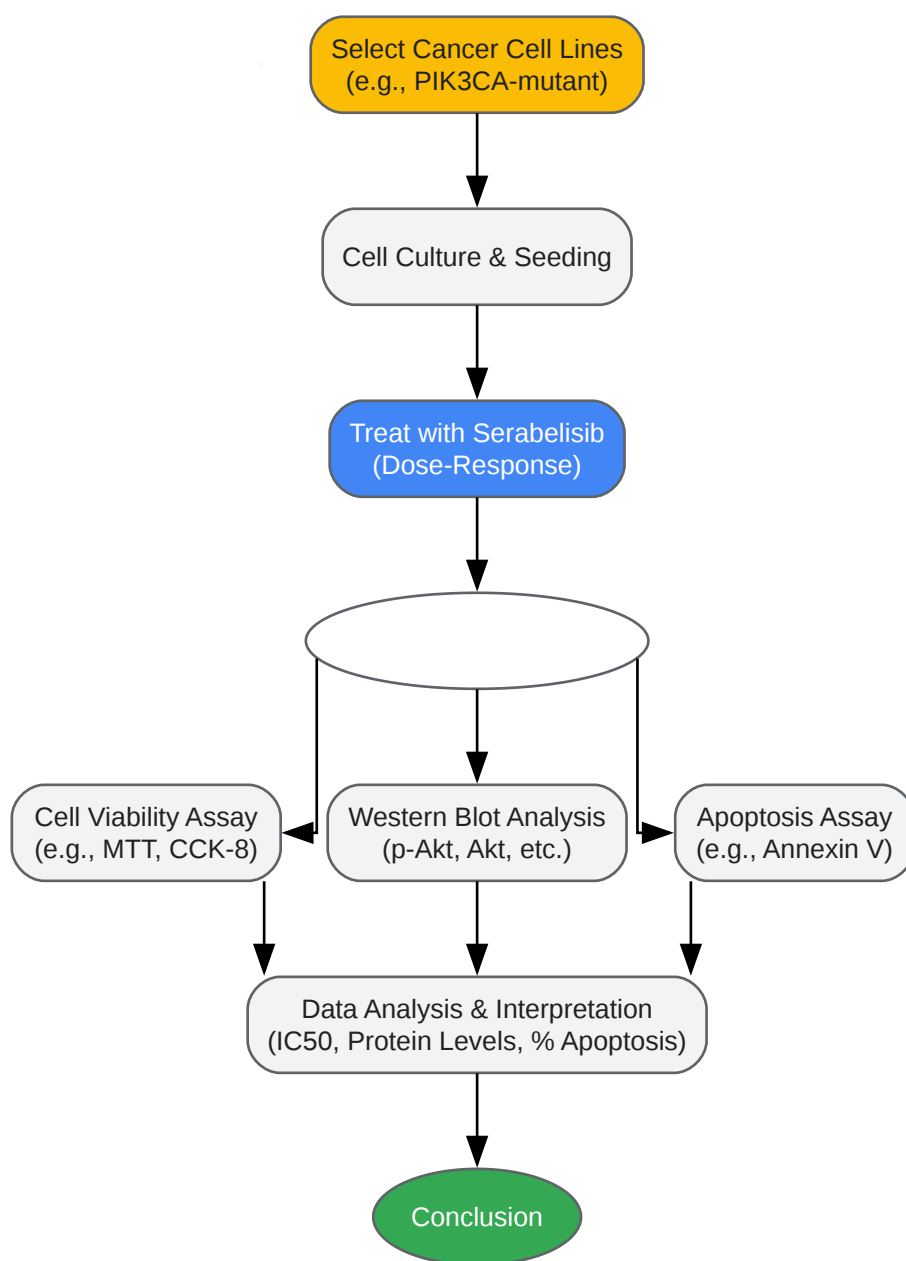 Select Cancer Cell Lines
(e.g., PIK3CA-mutant)
Cell Culture & Seeding
Treat with Serabelisib
(Dose-Response)
Cell Viability Assay
(e.g., MTT, CCK-8)
Western Blot Analysis
(p-Akt, Akt, etc.)
Apoptosis Assay
(e.g., Annexin V)
Data Analysis & Interpretation
(IC50, Protein Levels, % Apoptosis)
Conclusion